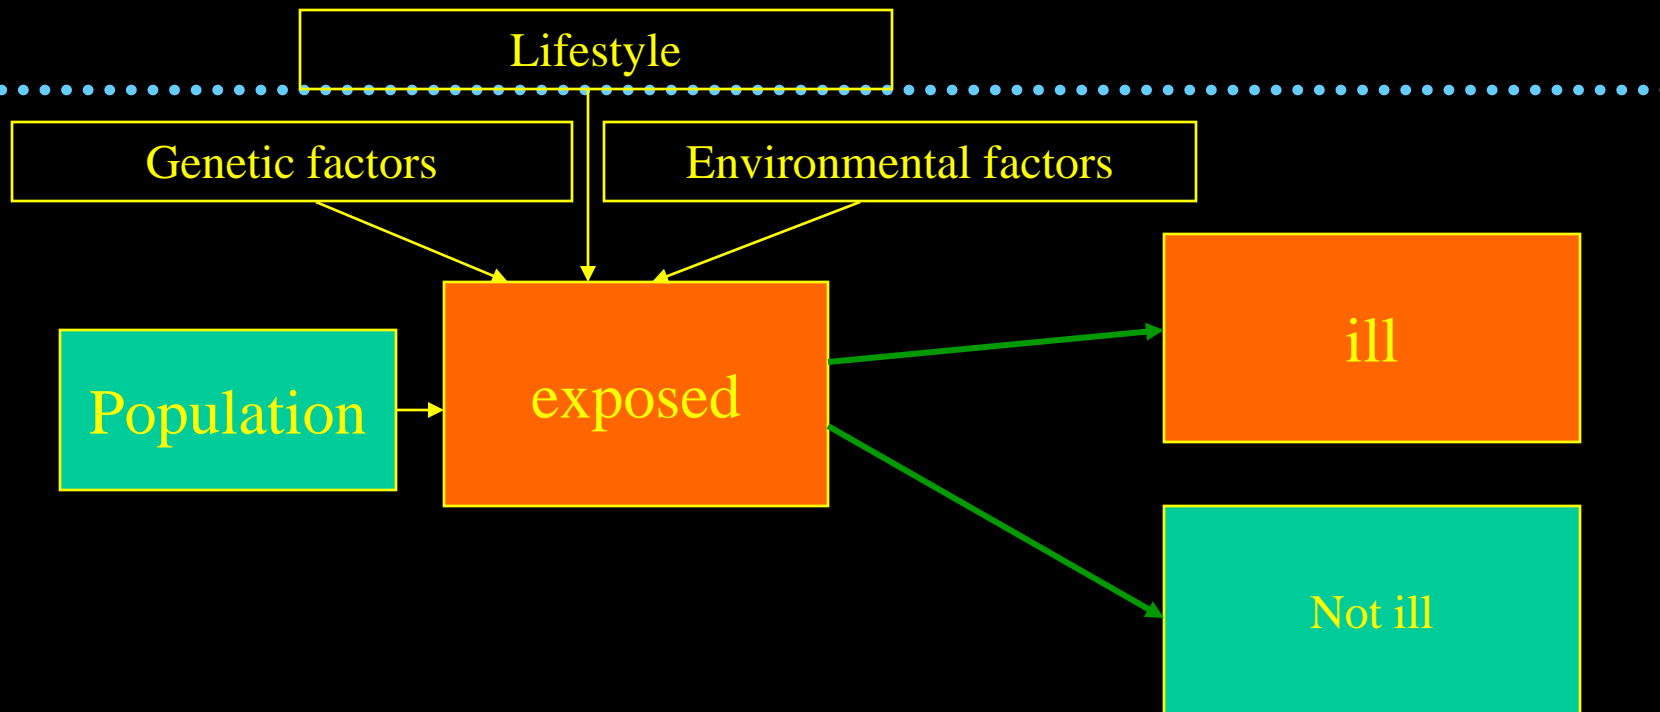 Lifestyle
Genetic factors
Environmental factors
Population
exposed
ill
Not ill